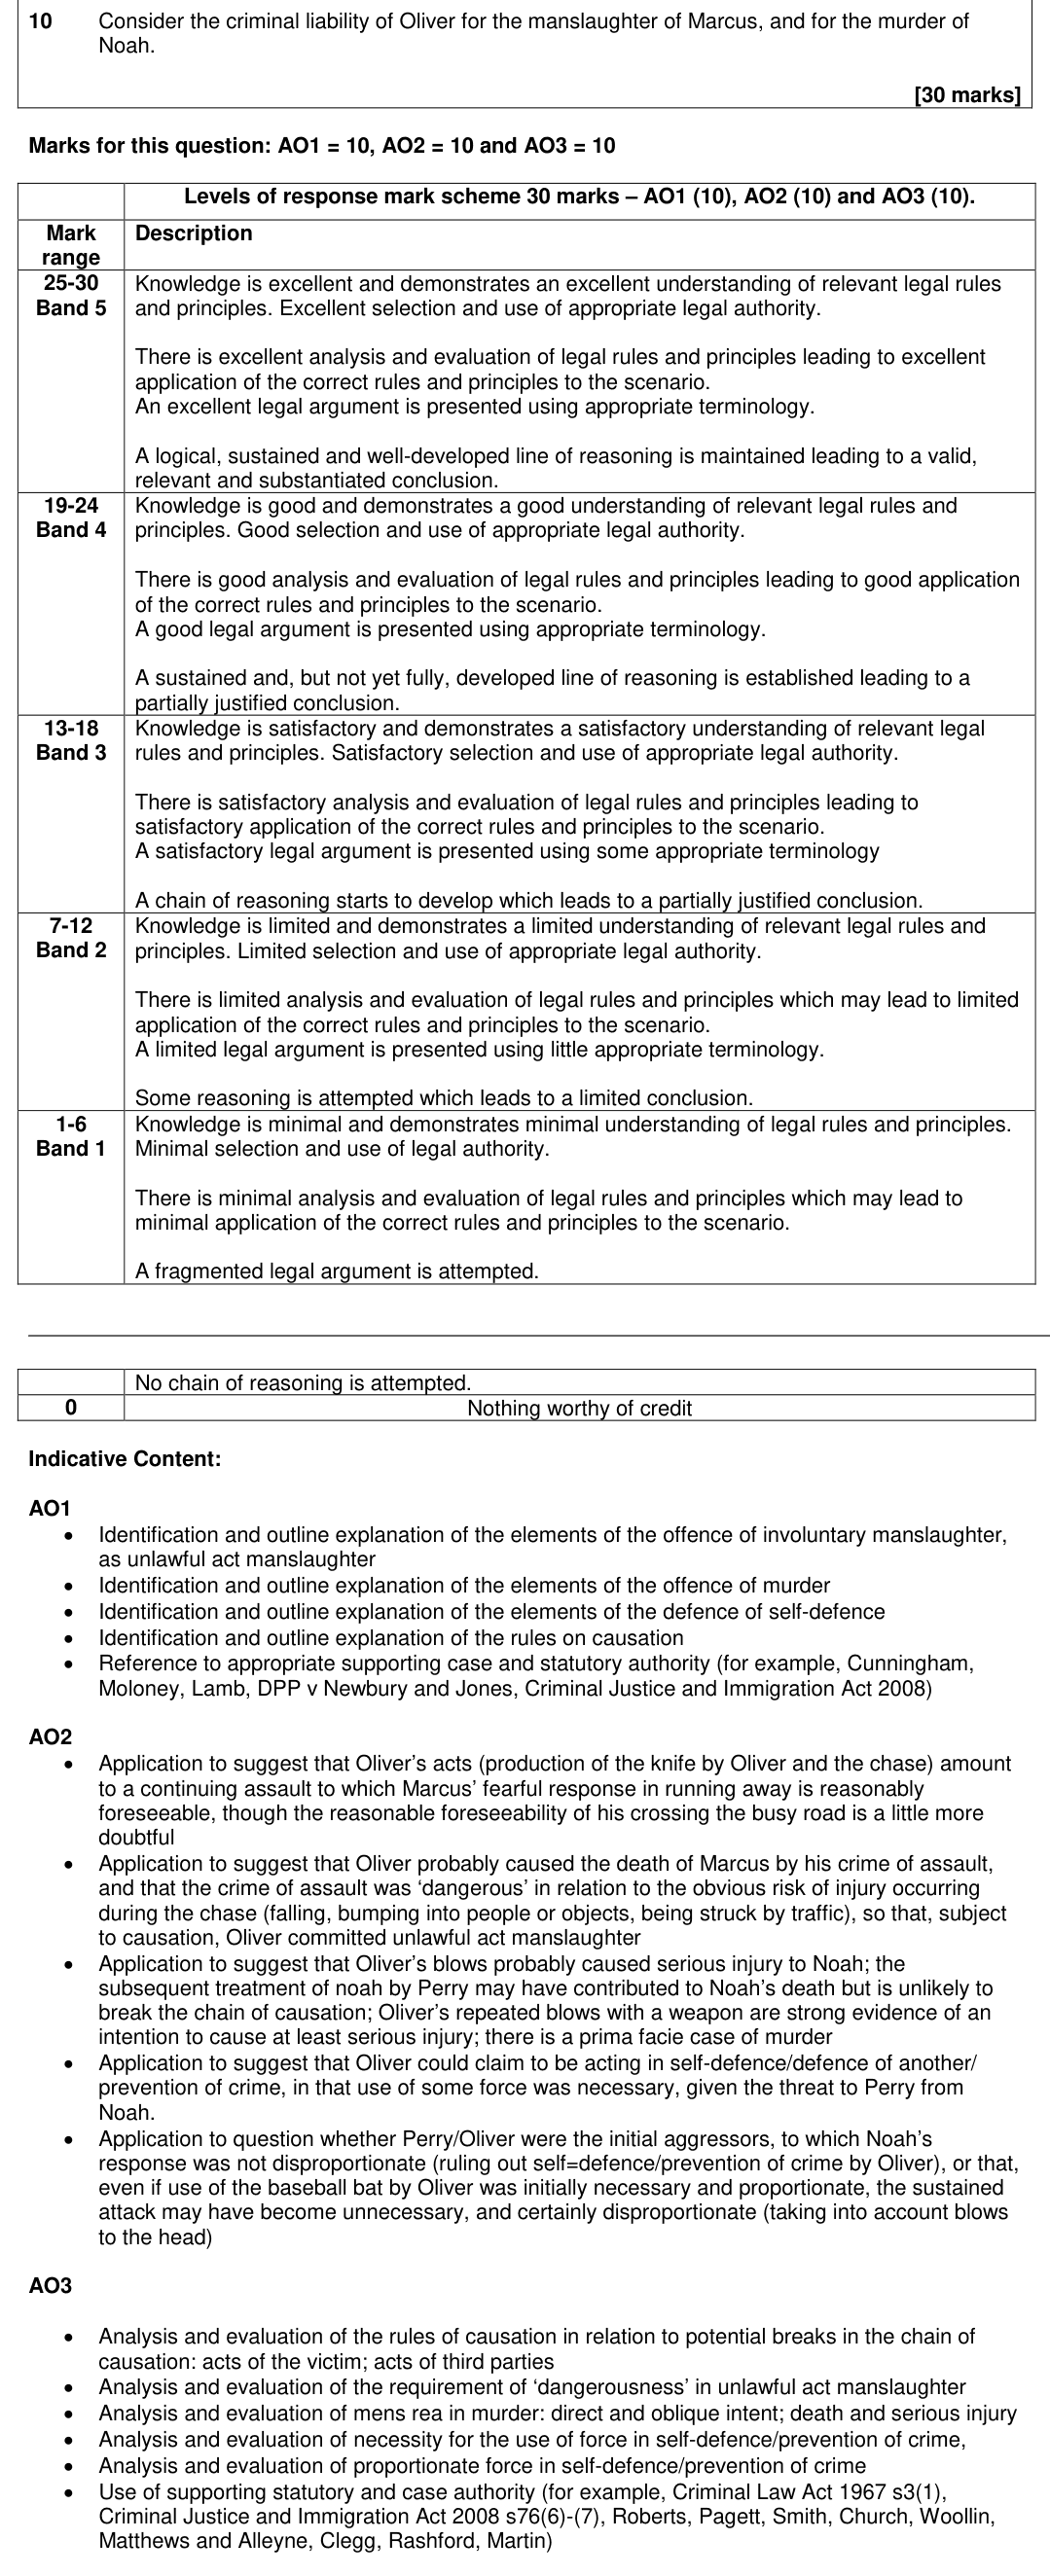 10 Consider the criminal liability of Oliver for the manslaughter of Marcus, and for the murder of
Noah.
[30 marks]
Marks for this question: AO1 = 10, AO2 = 10 and AO3 = 10
Levels of response mark scheme 30 marks – AO1 (10), AO2 (10) and AO3 (10).
Mark range Description
25-30
Band 5
Knowledge is excellent and demonstrates an excellent understanding of relevant legal rules
and principles. Excellent selection and use of appropriate legal authority.
There is excellent analysis and evaluation of legal rules and principles leading to excellent
application of the correct rules and principles to the scenario.
An excellent legal argument is presented using appropriate terminology.
A logical, sustained and well-developed line of reasoning is maintained leading to a valid,
relevant and substantiated conclusion.
19-24
Band 4
Knowledge is good and demonstrates a good understanding of relevant legal rules and
principles. Good selection and use of appropriate legal authority.
There is good analysis and evaluation of legal rules and principles leading to good application
of the correct rules and principles to the scenario.
A good legal argument is presented using appropriate terminology.
A sustained and, but not yet fully, developed line of reasoning is established leading to a
partially justified conclusion.
13-18
Band 3
Knowledge is satisfactory and demonstrates a satisfactory understanding of relevant legal
rules and principles. Satisfactory selection and use of appropriate legal authority.
There is satisfactory analysis and evaluation of legal rules and principles leading to
satisfactory application of the correct rules and principles to the scenario.
A satisfactory legal argument is presented using some appropriate terminology
A chain of reasoning starts to develop which leads to a partially justified conclusion.
7-12
Band 2
Knowledge is limited and demonstrates a limited understanding of relevant legal rules and
principles. Limited selection and use of appropriate legal authority.
There is limited analysis and evaluation of legal rules and principles which may lead to limited
application of the correct rules and principles to the scenario.
A limited legal argument is presented using little appropriate terminology.
Some reasoning is attempted which leads to a limited conclusion.
1-6
Band 1
Knowledge is minimal and demonstrates minimal understanding of legal rules and principles.
Minimal selection and use of legal authority.
There is minimal analysis and evaluation of legal rules and principles which may lead to
minimal application of the correct rules and principles to the scenario.
A fragmented legal argument is attempted.
No chain of reasoning is attempted.
0 Nothing worthy of credit
Indicative Content:
AO1
• Identification and outline explanation of the elements of the offence of involuntary manslaughter,
as unlawful act manslaughter
• Identification and outline explanation of the elements of the offence of murder
• Identification and outline explanation of the elements of the defence of self-defence
• Identification and outline explanation of the rules on causation
• Reference to appropriate supporting case and statutory authority (for example, Cunningham,
Moloney, Lamb, DPP v Newbury and Jones, Criminal Justice and Immigration Act 2008)
AO2
• Application to suggest that Oliver's acts (production of the knife by Oliver and the chase) amount
to a continuing assault to which Marcus' fearful response in running away is reasonably
foreseeable, though the reasonable foreseeability of his crossing the busy road is a little more
doubtful
• Application to suggest that Oliver probably caused the death of Marcus by his crime of assault,
and that the crime of assault was 'dangerous' in relation to the obvious risk of injury occurring
during the chase (falling, bumping into people or objects, being struck by traffic), so that, subject
to causation, Oliver committed unlawful act manslaughter
• Application to suggest that Oliver's blows probably caused serious injury to Noah; the
subsequent treatment of noah by Perry may have contributed to Noah's death but is unlikely to
break the chain of causation; Oliver's repeated blows with a weapon are strong evidence of an
intention to cause at least serious injury; there is a prima facie case of murder
• Application to suggest that Oliver could claim to be acting in self-defence/defence of another/
prevention of crime, in that use of some force was necessary, given the threat to Perry from
Noah.
• Application to question whether Perry/Oliver were the initial aggressors, to which Noah's
response was not disproportionate (ruling out self=defence/prevention of crime by Oliver), or that,
even if use of the baseball bat by Oliver was initially necessary and proportionate, the sustained
attack may have become unnecessary, and certainly disproportionate (taking into account blows
to the head)
AO3
• Analysis and evaluation of the rules of causation in relation to potential breaks in the chain of
causation: acts of the victim; acts of third parties
• Analysis and evaluation of the requirement of 'dangerousness' in unlawful act manslaughter
• Analysis and evaluation of mens rea in murder: direct and oblique intent; death and serious injury
• Analysis and evaluation of necessity for the use of force in self-defence/prevention of crime,
• Analysis and evaluation of proportionate force in self-defence/prevention of crime
• Use of supporting statutory and case authority (for example, Criminal Law Act 1967 s3(1),
Criminal Justice and Immigration Act 2008 s76(6)-(7), Roberts, Pagett, Smith, Church, Woollin,
Matthews and Alleyne, Clegg, Rashford, Martin)